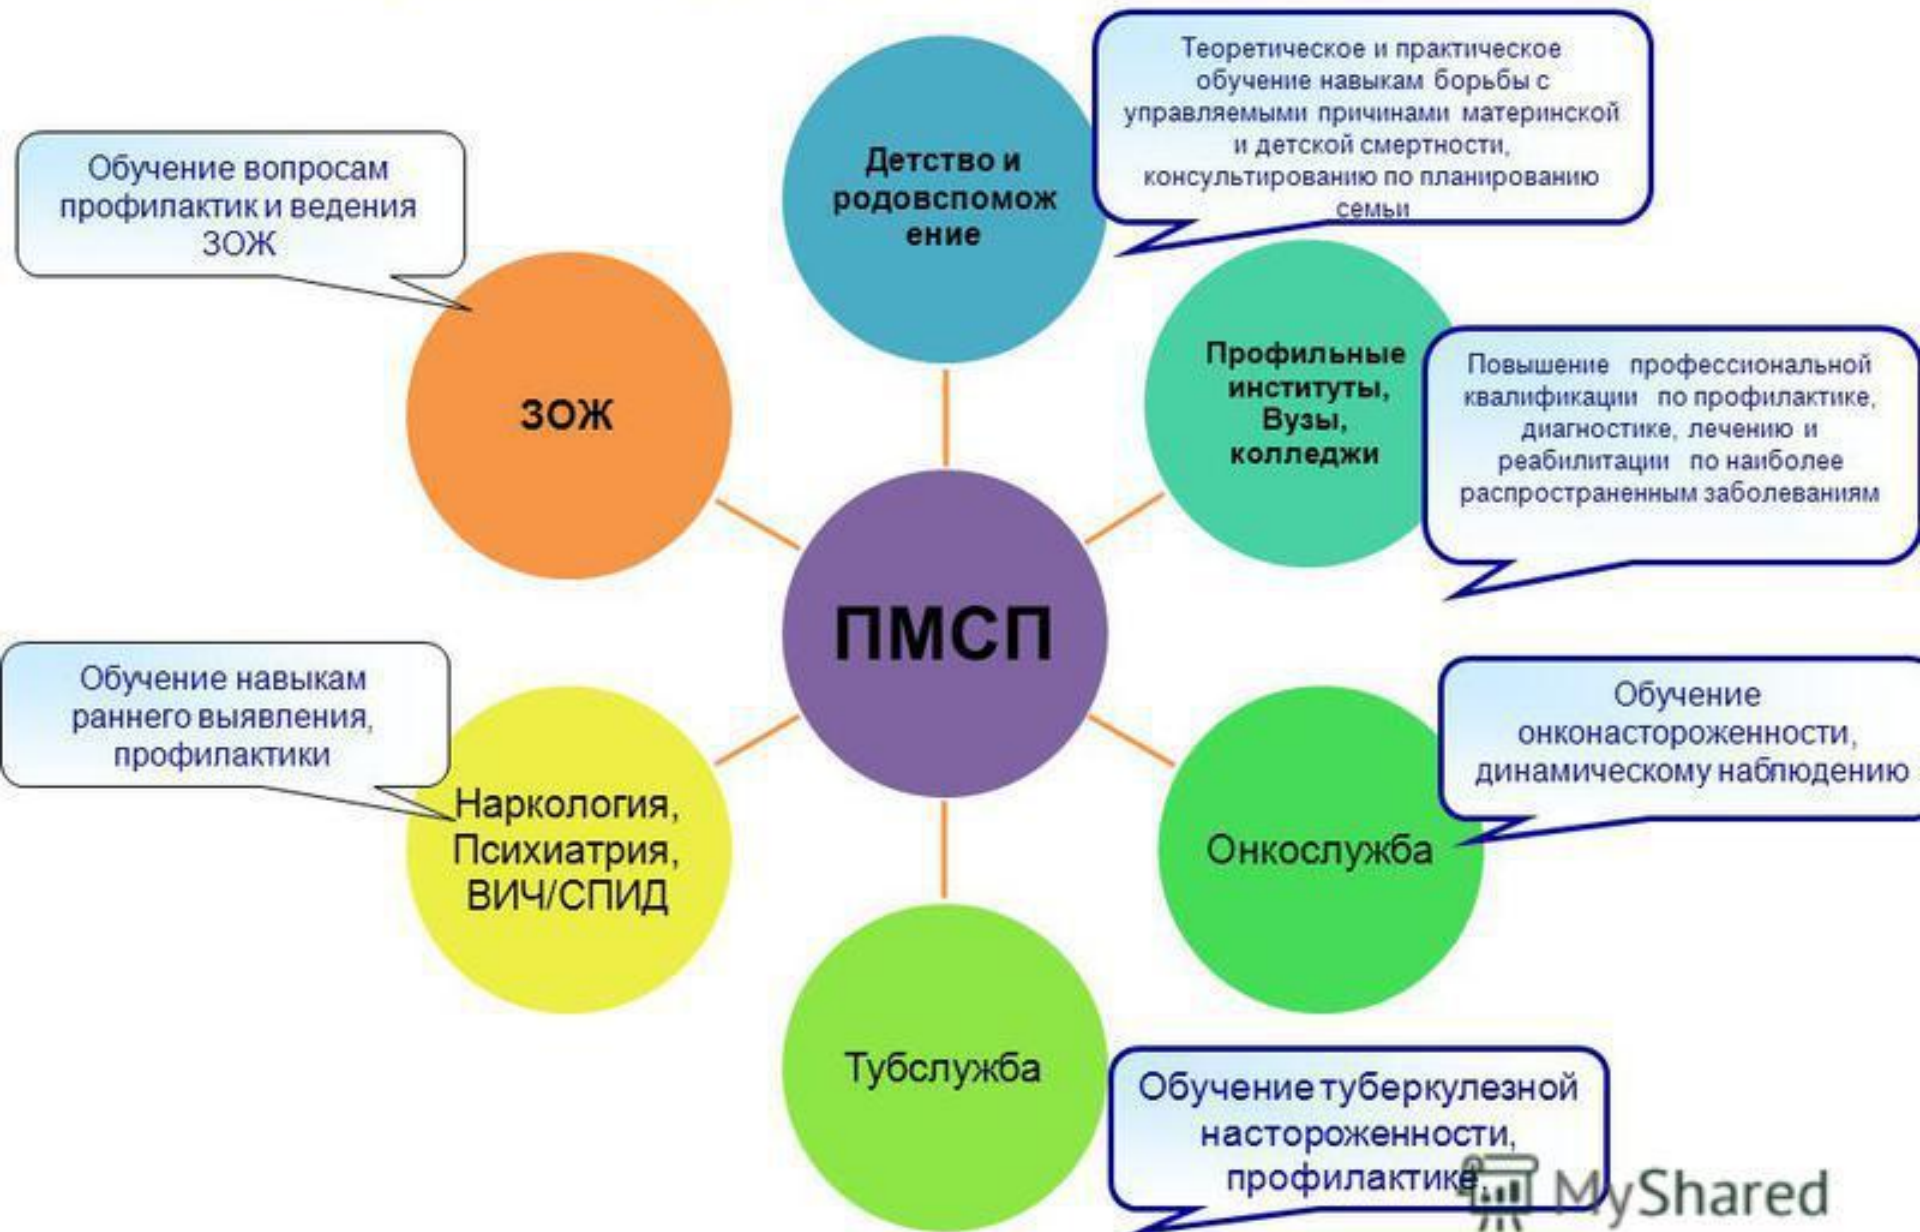 Теоретическое и практическое
обучение навыкам борьбы с
управляемыми причинами материнской
и детской смертности,
консультированию по планированию
семьи
Детство и
родовспомож
ение
Обучение вопросам
профилактик и ведения
ЗОЖ
ЗОЖ
Профильные
институты,
Вузы,
колледжи
Повышение профессиональной
квалификации по профилактике,
диагностике, лечению и
реабилитации по наиболее
распространенным заболеваниям
ПМСП
Обучение навыкам
раннего выявления,
профилактики
Наркология,
Психиатрия,
ВИЧ/СПИД
Обучение
онконастороженности,
динамическому наблюдению
Онкослужба
Тубслужба
Обучение туберкулезной
настороженности,
профилактике,
MyShared